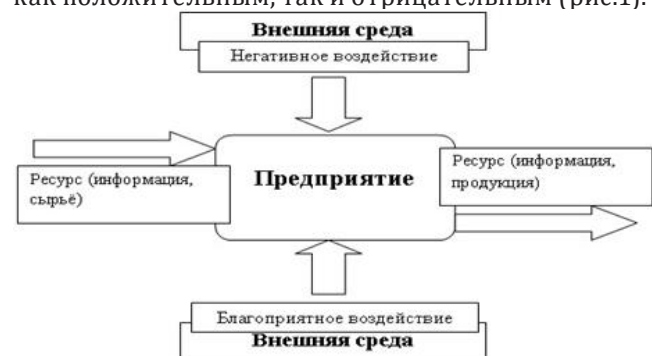 как положительным, так и отрицательным (рис.1).
Внешняя среда
Негативное воздействие
Ресурс (информация,
сырьё)
Предприятие
Ресурс (информация,
продукция)
Благоприятное воздействие
Внешняя среда